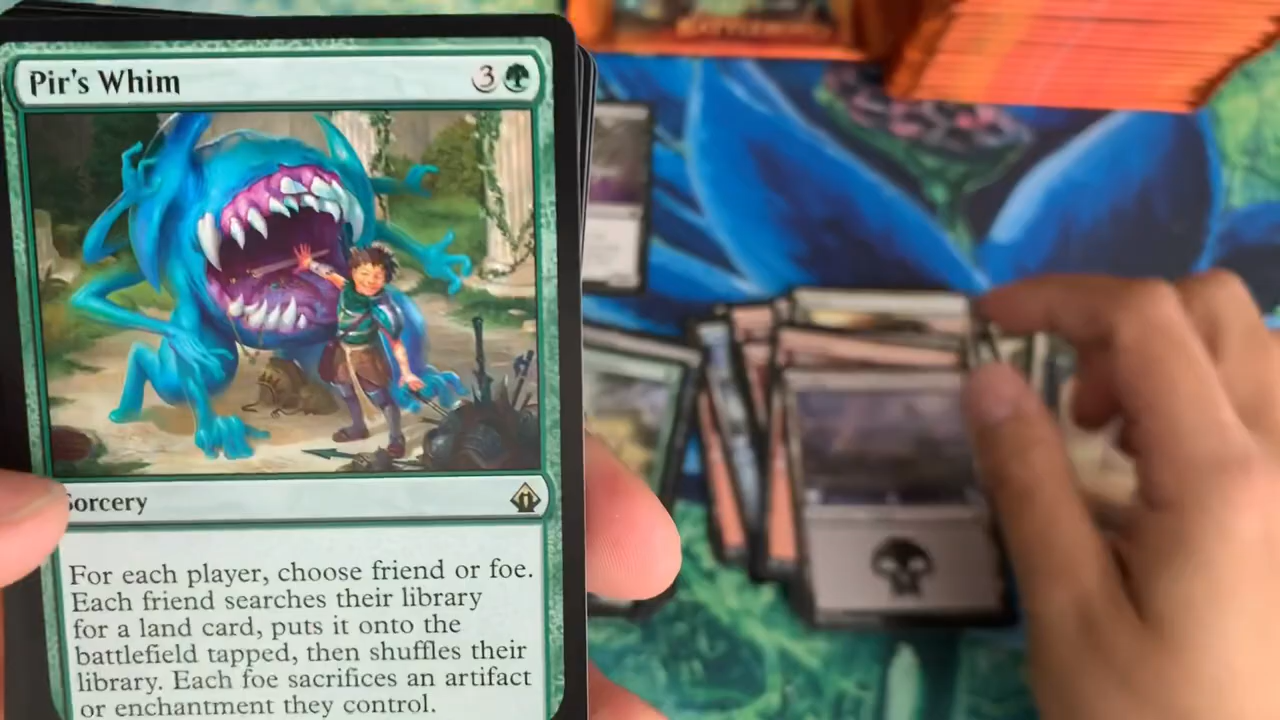 Pir's Whim 3
Sorcery
For each player, choose friend or foe.
Each friend searches their library
for a land card, puts it onto the
battlefield tapped, then shuffles their
library. Each foe sacrifices an artifact
or enchantment they control.